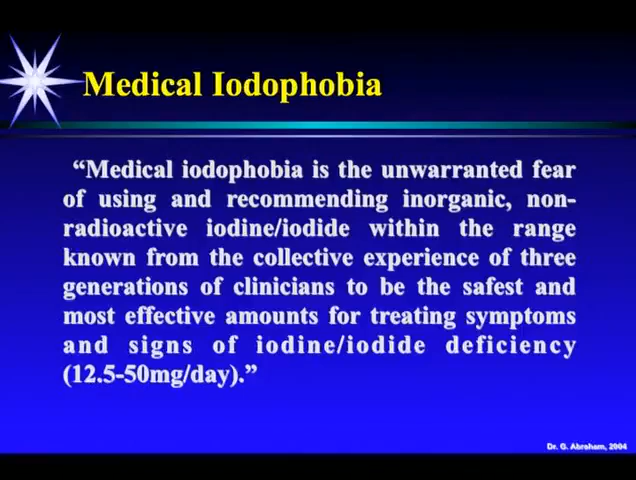 Medical Iodophobia
“Medical iodophobia is the unwarranted fear
of using and recommending inorganic, non-
radioactive iodine/iodide within the range
known from the collective experience of three
generations of clinicians to be the safest and
most effective amounts for treating symptoms
and signs of iodine/iodide deficiency
(12.5-50mg/day).”
Dr. G. Abraham, 2004